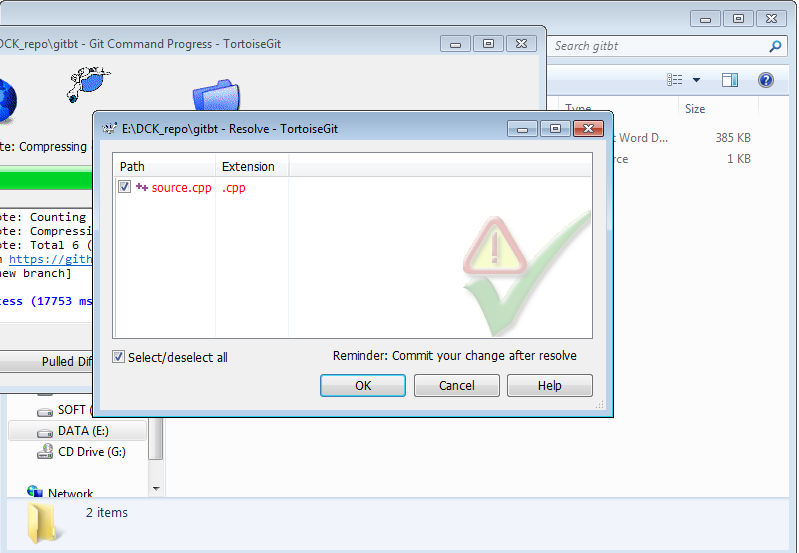 DCK_repo\gitbt - Git Command Progress - TortoiseGit
Search gitbt
Type
Size
te: Compressing
E:\DCK_repo\gitbt - Resolve - TortoiseGit
t Word D...
385 KB
rce
1 KB
Path
Extension
source.cpp
.cpp
ote: Counting
ote: Compressi
ote: Total 6 (
https://gith
new branch]
cess (17753 ms
Select/deselect all
Reminder: Commit your change after resolve
Pulled Dif
OK
Cancel
Help
SOFT (
DATA (E:)
CD Drive (G:)
Network
2 items